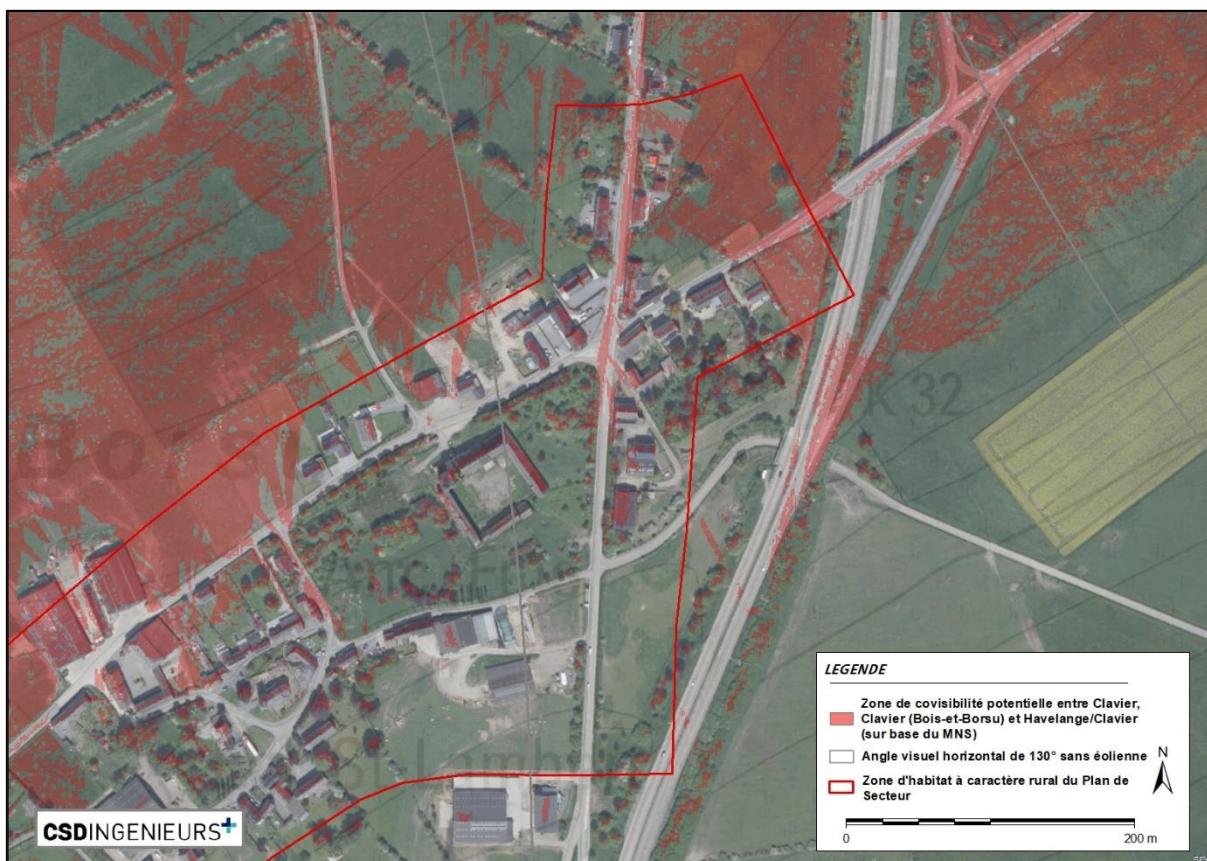 K 32
LEGENDE
Zone de covisibilité potentielle entre Clavier,
Clavier (Bois-et-Borsu) et Havelange/Clavier
(sur base du MNS)
Angle visuel horizontal de 130° sans éolienne
Zone d'habitat à caractère rural du Plan de
Secteur
N
0
200 m
CSDINGENIEURS+